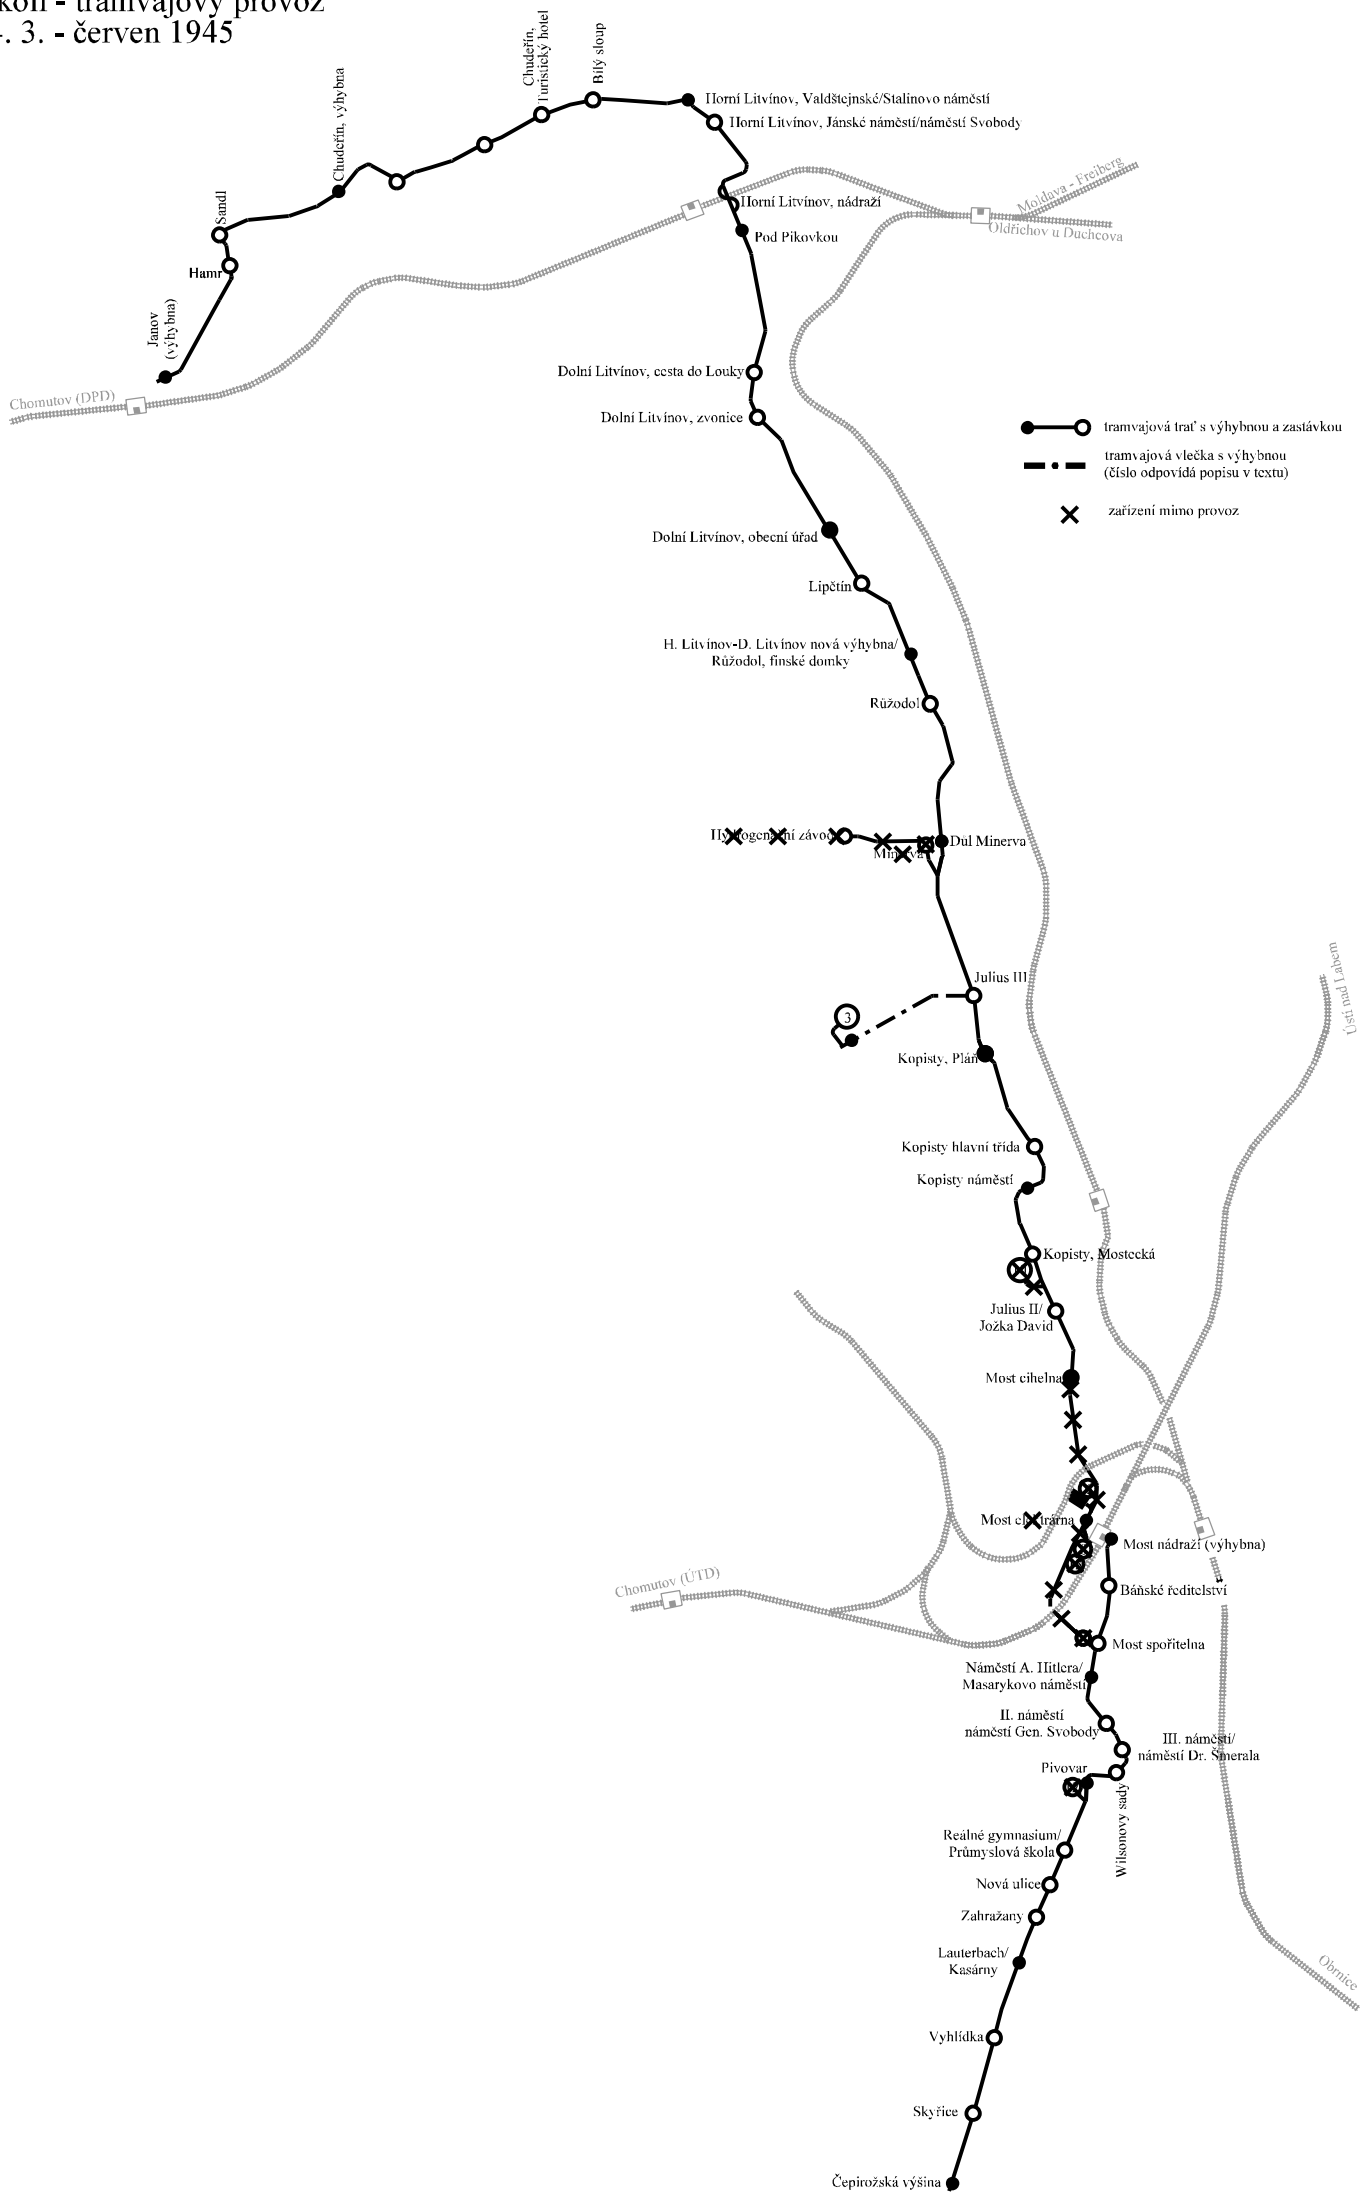 tramvajový provoz
3. - červen 1945
Chudeřín,
Turistický hotel
Bílý sloup
Chudeřín, výhybna
Horní Litvínov, Valdštejnské/Stalinovo náměstí
Horní Litvínov, Jánské náměstí/náměstí Svobody
Moldava - Freiberg
Sandl
Horní Litvínov, nádraží
Oldřichov u Duchcova
Pod Pikovkou
Hamr
Janov
(výhybna)
Dolní Litvínov, cesta do Louky
Chomutov (DPD)
Dolní Litvínov, zvonice
tramvajová trať s výhybnou a zastávkou
tramvajová vlečka s výhybnou
(číslo odpovídá popisu v textu)
zařízení mimo provoz
Dolní Litvínov, obecní úřad
Lipětín
H. Litvínov-D. Litvínov nová výhybna/
Růžodol, finské domky
Růžodol
Hydrogenační závod
Důl Minerva
Minerva
Ústí nad Labem
Julius III
3
Kopisty, Pláň
Kopisty hlavní třída
Kopisty náměstí
Kopisty, Mostecká
Julius II/
Jožka David
Most cihelna
Most elektrárna
Most nádraží (výhybna)
Chomutov (ÚTD)
Báňské ředitelství
Most spořitelna
Náměstí A. Hitlera/
Masarykovo náměstí
II. náměstí
náměstí Gen. Svobody
III. náměstí/
náměstí Dr. Šmerala
Pivovar
Wilsonovy sady
Reálné gymnasium/
Průmyslová škola
Nová ulice
Zahražany
Lauterbach/
Kasárny
Obrnice
Vyhlídka
Skyřice
Čepirožská výšina